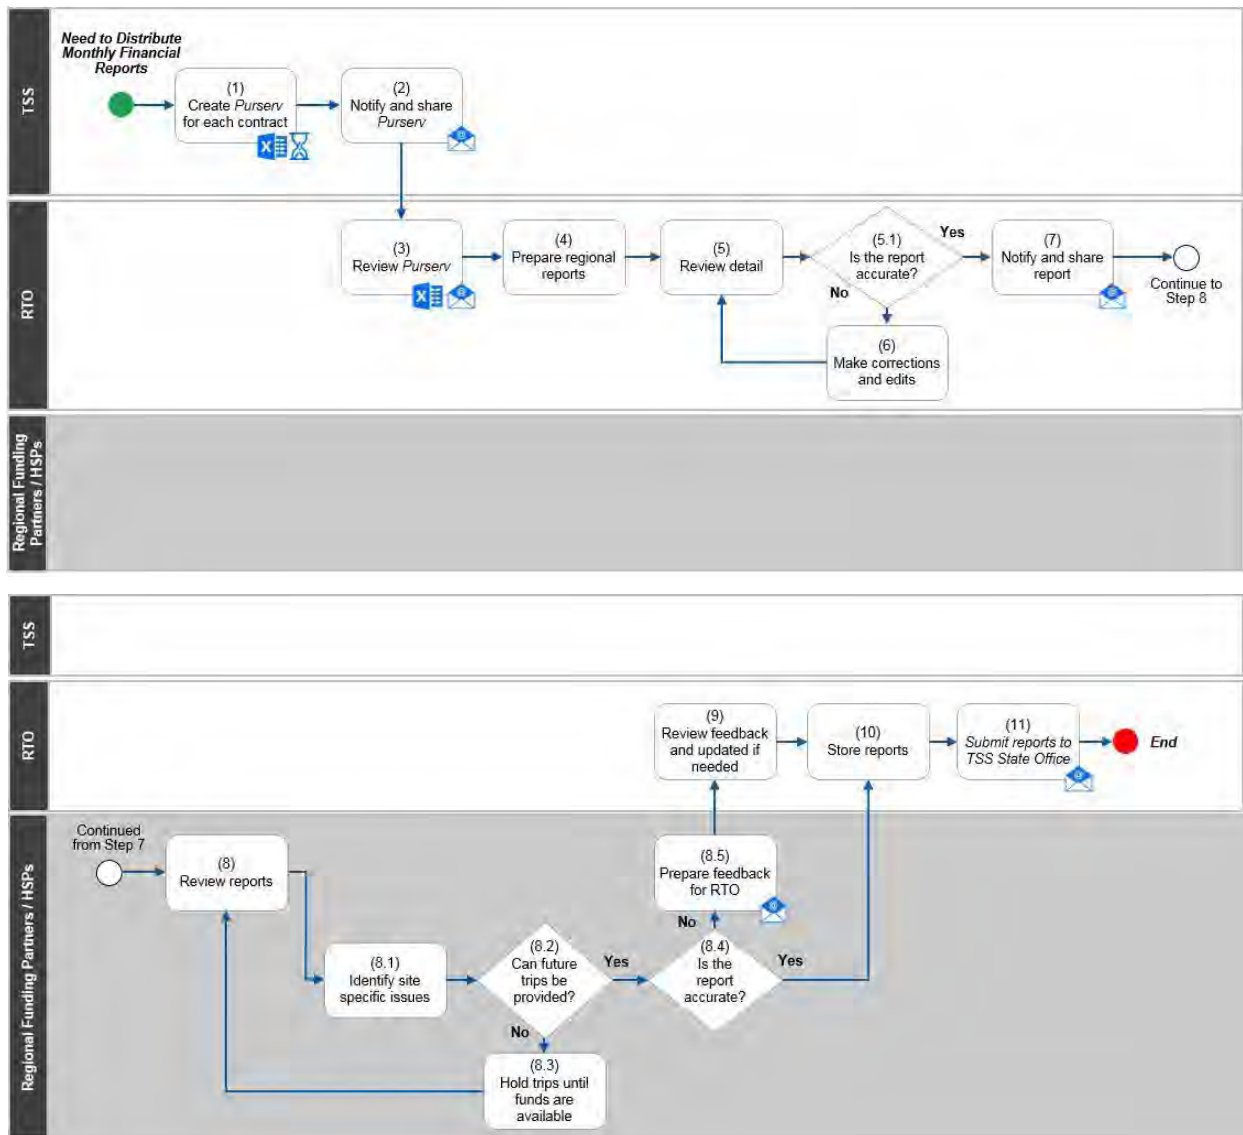 TSS
Need to Distribute
Monthly Financial
Reports
(1)
Create Purserv
for each contract
X
(2)
Notify and share
Purserv
@
RTO
(3)
Review Purserv
X
@
(4)
Prepare regional
reports
(5)
Review detail
(5.1)
Is the report
accurate?
Yes
No
(6)
Make corrections
and edits
(7)
Notify and share
report
@
Continue to
Step 8
Regional Funding
Partners / HSPs
TSS
RTO
(9)
Review feedback
and updated if
needed
(10)
Store reports
(11)
Submit reports to
TSS State Office
@
End
Regional Funding Partners / HSPs
Continued
from Step 7
(8)
Review reports
(8.1)
Identify site
specific issues
(8.2)
Can future
trips be
provided?
Yes
No
(8.3)
Hold trips until
funds are
available
(8.4)
Is the
report
accurate?
Yes
No
(8.5)
Prepare feedback
for RTO
@